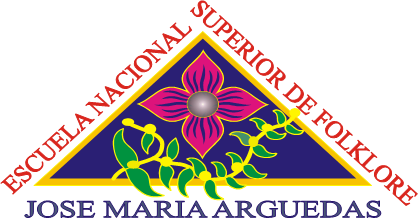 ESCUELA NACIONAL
SUPERIOR DE FOLKLORE
JOSE MARIA ARGUEDAS